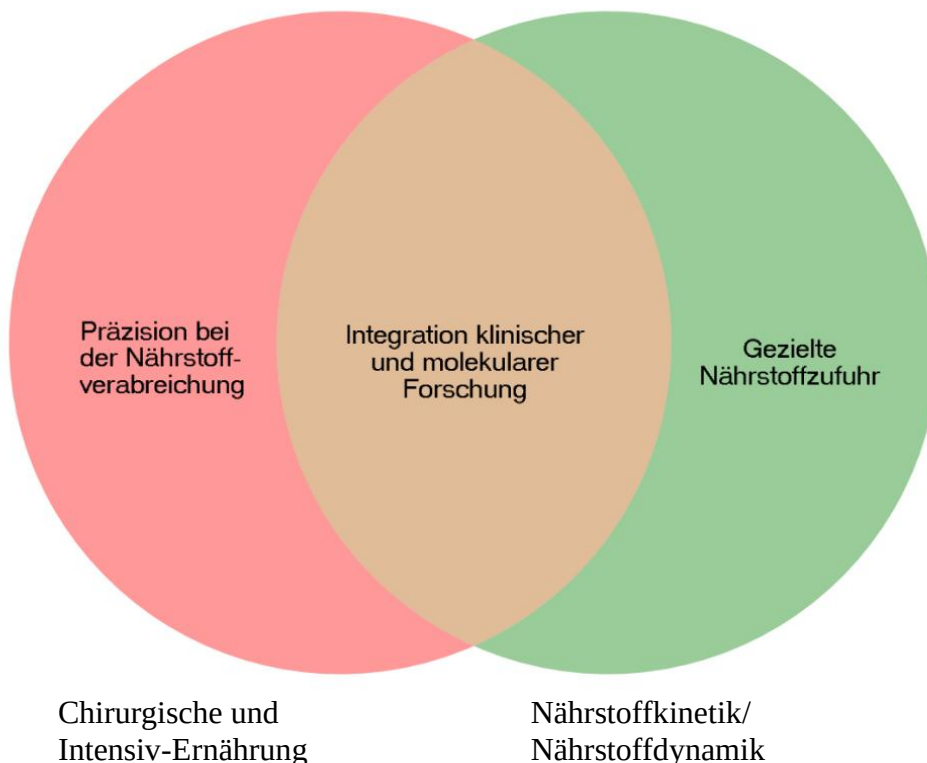 Präzision bei
der Nährstoff-
verabreichung
Integration klinischer
und molekularer
Forschung
Gezielte
Nährstoffzufuhr
Chirurgische und
Intensiv-Ernährung
Nährstoffkinetik/
Nährstoffdynamik